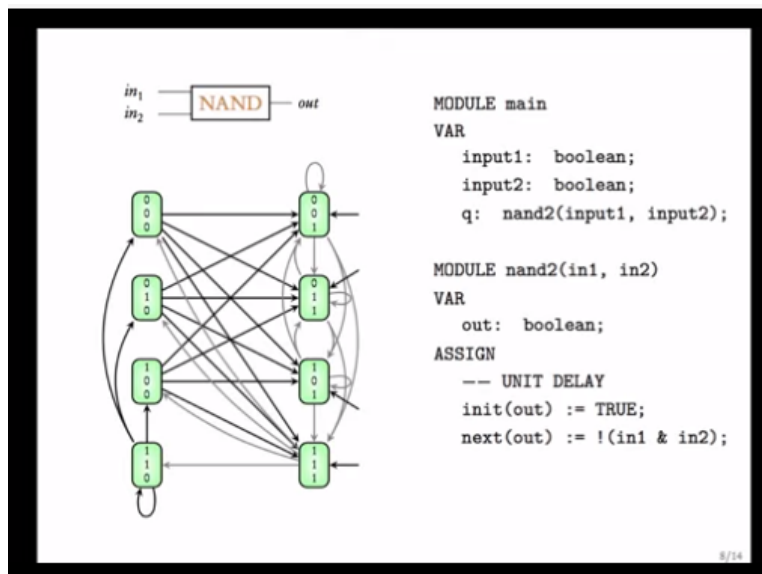 in1
in2
NAND
out
0
0
0
0
0
1
0
1
0
0
1
1
1
0
0
1
0
1
1
1
0
1
1
1
MODULE main
VAR
input1: boolean;
input2: boolean;
q: nand2(input1, input2);
MODULE nand2(in1, in2)
VAR
out: boolean;
ASSIGN
-- UNIT DELAY
init(out) := TRUE;
next(out) := !(in1 & in2);
8/14